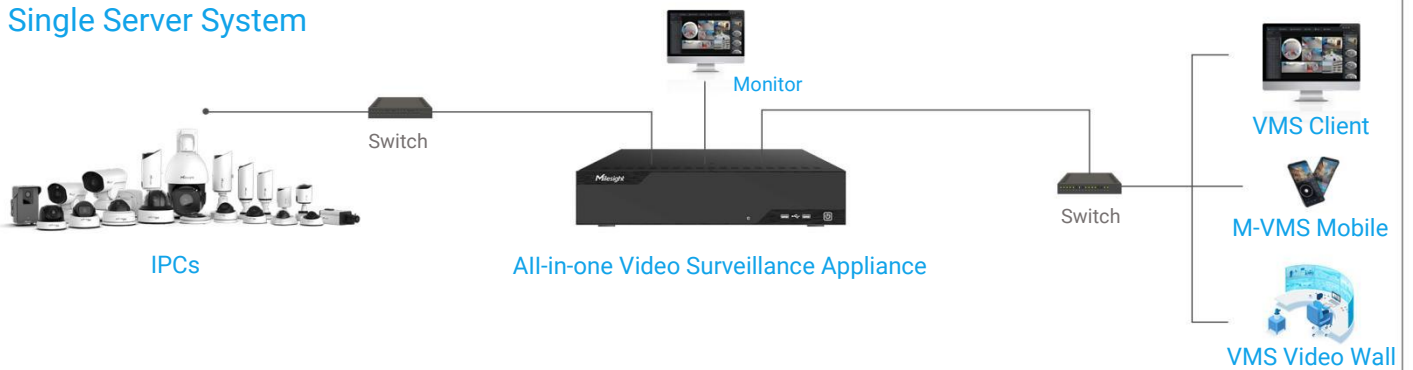 Single Server System
Monitor
Switch
VMS Client
Milesight
Switch
M-VMS Mobile
IPCs
All-in-one Video Surveillance Appliance
VMS Video Wall